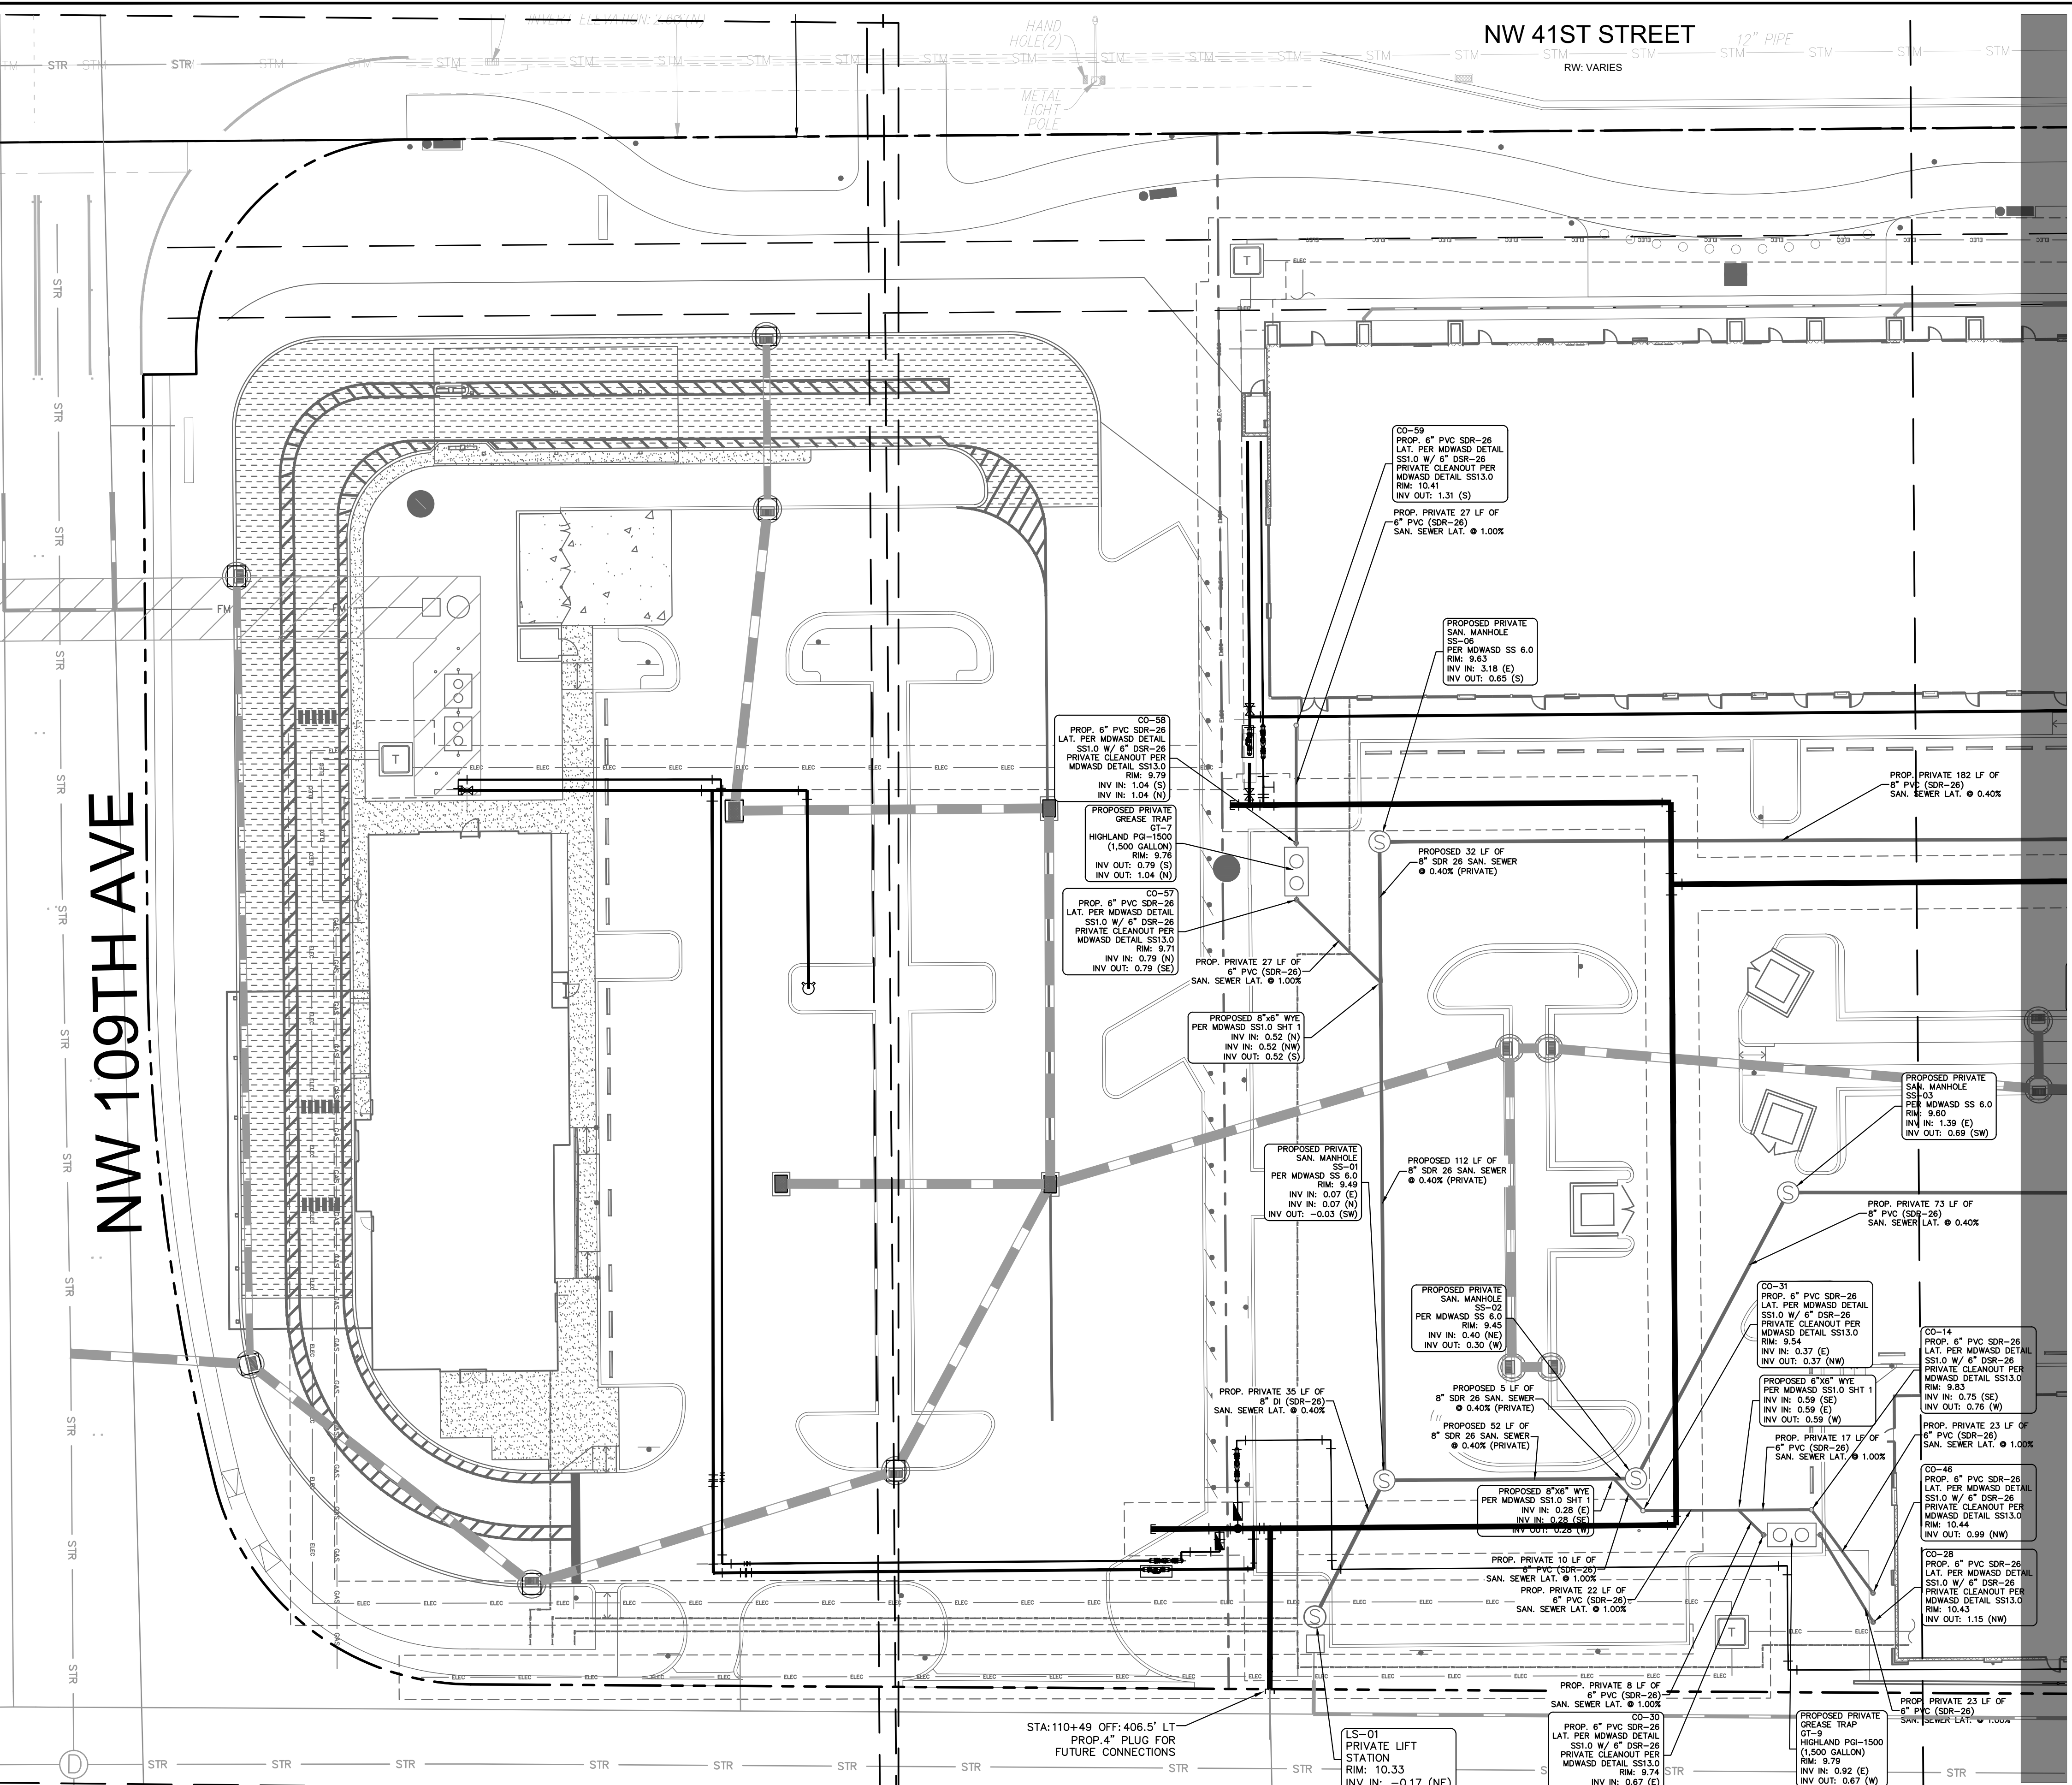 INVERT ELEVATION: 2.69 (N)
HAND
HOLE(2)
METAL
LIGHT
POLE
NW 41ST STREET
RW: VARIES
12" PIPE
NW 109TH AVE
CO-59
PROP. 6" PVC SDR-26
LAT. PER MDWASD DETAIL
SS1.0 W/ 6" DSR-26
PRIVATE CLEANOUT PER
MDWASD DETAIL SS13.0
RIM: 10.41
INV OUT: 1.31 (S)
PROP. PRIVATE 27 LF OF
6" PVC (SDR-26)
SAN. SEWER LAT. @ 1.00%
PROPOSED PRIVATE
SAN. MANHOLE
SS-06
PER MDWASD SS 6.0
RIM: 9.63
INV IN: 3.18 (E)
INV OUT: 0.65 (S)
CO-58
PROP. 6" PVC SDR-26
LAT. PER MDWASD DETAIL
SS1.0 W/ 6" DSR-26
PRIVATE CLEANOUT PER
MDWASD DETAIL SS13.0
RIM: 9.79
INV IN: 1.04 (S)
INV IN: 1.04 (N)
PROPOSED PRIVATE
GREASE TRAP
GT-7
HIGHLAND PGI-1500
(1,500 GALLON)
RIM: 9.76
INV OUT: 0.79 (S)
INV OUT: 1.04 (N)
CO-57
PROP. 6" PVC SDR-26
LAT. PER MDWASD DETAIL
SS1.0 W/ 6" DSR-26
PRIVATE CLEANOUT PER
MDWASD DETAIL SS13.0
RIM: 9.71
INV IN: 0.79 (N)
INV OUT: 0.79 (SE)
PROP. PRIVATE 182 LF OF
8" PVC (SDR-26)
SAN. SEWER LAT. @ 0.40%
PROPOSED 32 LF OF
8" SDR 26 SAN. SEWER
@ 0.40% (PRIVATE)
PROP. PRIVATE 27 LF OF
6" PVC (SDR-26)
SAN. SEWER LAT. @ 1.00%
PROPOSED 8"x6" WYE
PER MDWASD SS1.0 SHT 1
INV IN: 0.52 (N)
INV IN: 0.52 (NW)
INV OUT: 0.52 (S)
PROPOSED PRIVATE
SAN. MANHOLE
SS-03
PER MDWASD SS 6.0
RIM: 9.60
INV IN: 1.39 (E)
INV OUT: 0.69 (SW)
PROPOSED PRIVATE
SAN. MANHOLE
SS-01
PER MDWASD SS 6.0
RIM: 9.49
INV IN: 0.07 (E)
INV IN: 0.07 (N)
INV OUT: -0.03 (SW)
PROPOSED 112 LF OF
8" SDR 26 SAN. SEWER
@ 0.40% (PRIVATE)
PROP. PRIVATE 73 LF OF
8" PVC (SDR-26)
SAN. SEWER LAT. @ 0.40%
PROPOSED PRIVATE
SAN. MANHOLE
SS-02
PER MDWASD SS 6.0
RIM: 9.45
INV IN: 0.40 (NE)
INV OUT: 0.30 (W)
CO-31
PROP. 6" PVC SDR-26
LAT. PER MDWASD DETAIL
SS1.0 W/ 6" DSR-26
PRIVATE CLEANOUT PER
MDWASD DETAIL SS13.0
RIM: 9.54
INV IN: 0.37 (E)
INV OUT: 0.37 (NW)
CO-14
PROP. 6" PVC SDR-26
LAT. PER MDWASD DETAIL
SS1.0 W/ 6" DSR-26
PRIVATE CLEANOUT PER
MDWASD DETAIL SS13.0
RIM: 9.83
INV IN: 0.75 (SE)
INV OUT: 0.76 (W)
PROPOSED 6"X6" WYE
PER MDWASD SS1.0 SHT 1
INV IN: 0.59 (SE)
INV IN: 0.59 (E)
INV OUT: 0.59 (W)
PROP. PRIVATE 35 LF OF
8" DI (SDR-26)
SAN. SEWER LAT. @ 0.40%
PROPOSED 5 LF OF
8" SDR 26 SAN. SEWER
@ 0.40% (PRIVATE)
PROPOSED 52 LF OF
8" SDR 26 SAN. SEWER
@ 0.40% (PRIVATE)
PROP. PRIVATE 17 LF OF
6" PVC (SDR-26)
SAN. SEWER LAT. @ 1.00%
PROP. PRIVATE 23 LF OF
6" PVC (SDR-26)
SAN. SEWER LAT. @ 1.00%
CO-46
PROP. 6" PVC SDR-26
LAT. PER MDWASD DETAIL
SS1.0 W/ 6" DSR-26
PRIVATE CLEANOUT PER
MDWASD DETAIL SS13.0
RIM: 10.44
INV OUT: 0.99 (NW)
PROPOSED 8"X6" WYE
PER MDWASD SS1.0 SHT 1
INV IN: 0.28 (E)
INV IN: 0.28 (SE)
INV OUT: 0.28 (W)
CO-28
PROP. 6" PVC SDR-26
LAT. PER MDWASD DETAIL
SS1.0 W/ 6" DSR-26
PRIVATE CLEANOUT PER
MDWASD DETAIL SS13.0
RIM: 10.43
INV OUT: 1.15 (NW)
PROP. PRIVATE 10 LF OF
6" PVC (SDR-26)
SAN. SEWER LAT. @ 1.00%
PROP. PRIVATE 22 LF OF
6" PVC (SDR-26)
SAN. SEWER LAT. @ 1.00%
PROP. PRIVATE 8 LF OF
6" PVC (SDR-26)
SAN. SEWER LAT. @ 1.00%
PROP. PRIVATE 23 LF OF
6" PVC (SDR-26)
SAN. SEWER LAT. @ 1.00%
STA:110+49 OFF:406.5' LT
PROP.4" PLUG FOR
FUTURE CONNECTIONS
LS-01
PRIVATE LIFT
STATION
RIM: 10.33
INV IN: -0.17 (NE)
CO-30
PROP. 6" PVC SDR-26
LAT. PER MDWASD DETAIL
SS1.0 W/ 6" DSR-26
PRIVATE CLEANOUT PER
MDWASD DETAIL SS13.0
RIM: 9.74
INV IN: 0.67 (E)
PROPOSED PRIVATE
GREASE TRAP
GT-9
HIGHLAND PGI-1500
(1,500 GALLON)
RIM: 9.79
INV IN: 0.92 (E)
INV OUT: 0.67 (W)